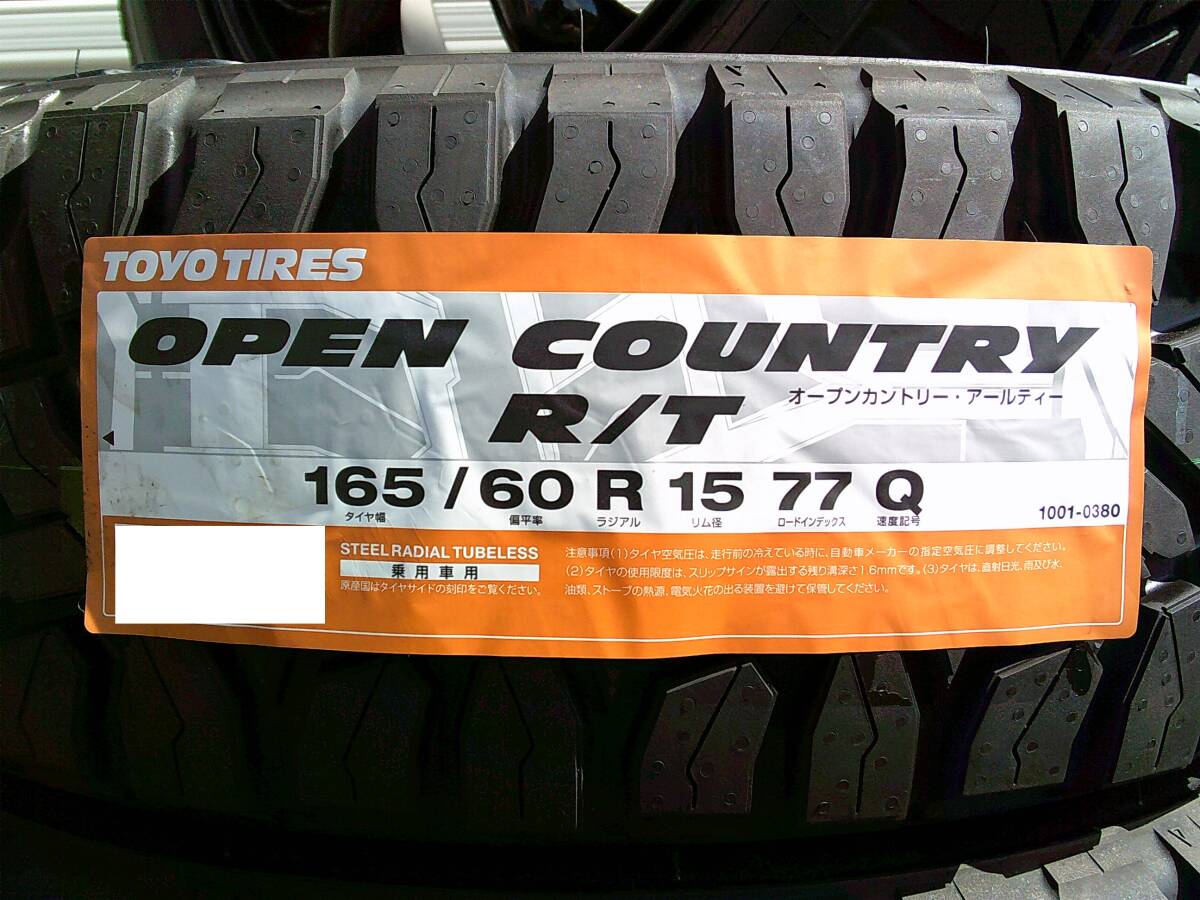 TOYO TIRES
OPEN COUNTRY
R/T
オープンカントリー・アールティー
165 / 60 R 15 77 Q
タイヤ幅 偏平率 ラジアル リム径 ロードインデックス 速度記号
1001-0380
STEEL RADIAL TUBELESS
乗用車用
原産国はタイヤサイドの刻印をご覧ください。
注意事項(1)タイヤ空気圧は、走行前の冷えている時に、自動車メーカーの指定空気圧に調整してください。
(2)タイヤの使用限度は、スリップサインが露出する残り溝深さ1.6mmです。(3)タイヤは、直射日光、雨及び水、
油類、ストーブの熱源、電気火花の出る装置を避けて保管してください。